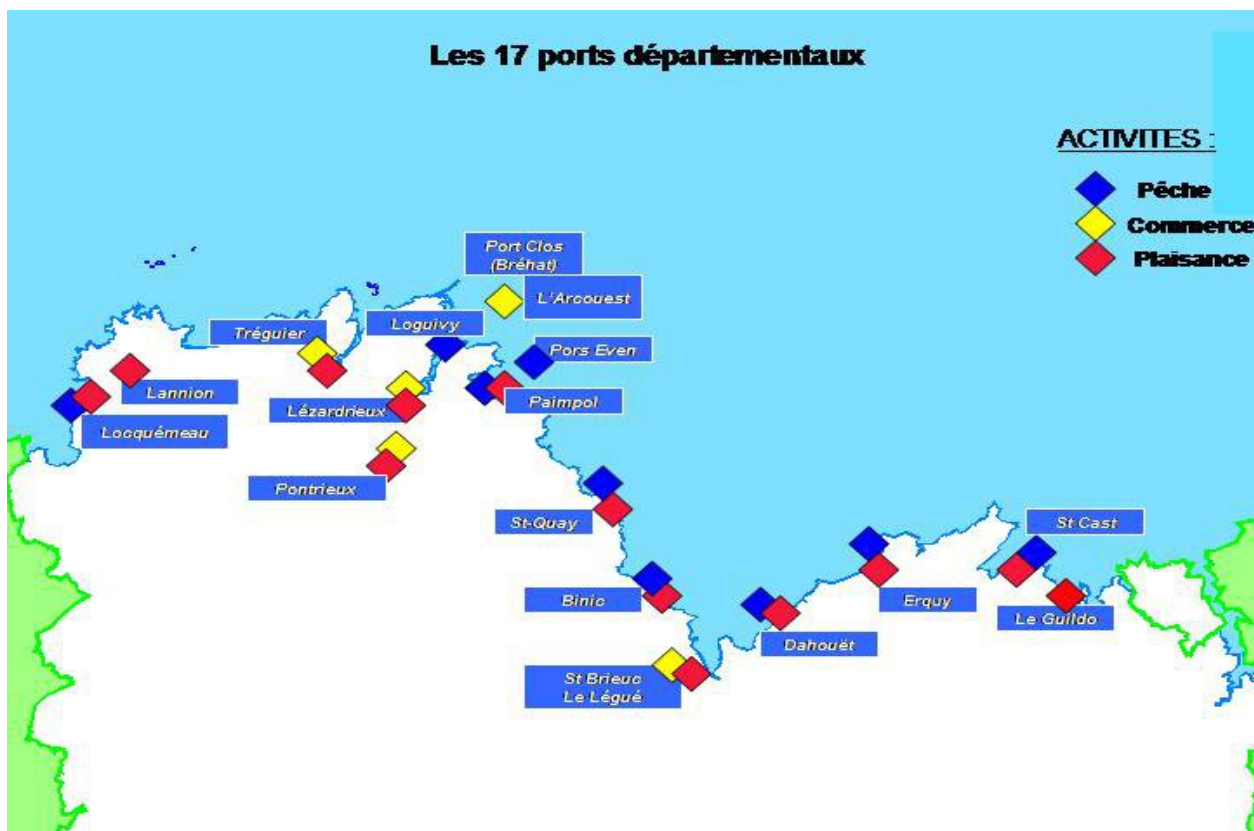 Les 17 ports départementaux
ACTIVITES :
Pêche
Commerce
Plaisance
Port Clos
(Bréhat)
L'Arcouest
Tréguier
Loguivy
Pors Even
Lannion
Lézardrieux
Paimpol
Locquémeau
Pontrieux
St-Quay
St Cast
Binic
Erquy
Le Guildo
Dahouët
St Brieuc
Le Légué